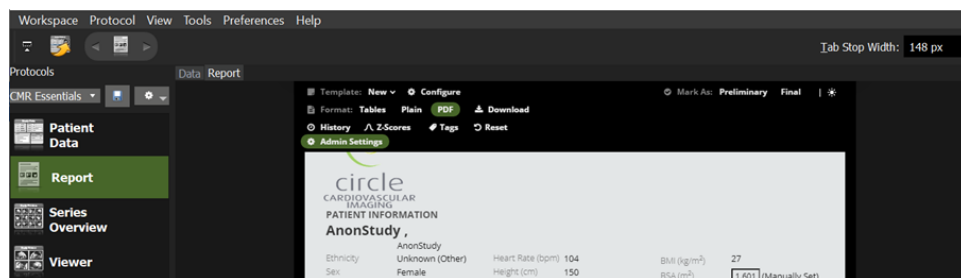 Workspace Protocol View Tools Preferences Help
Tab Stop Width: 148 px
Protocols
Data Report
CMR Essentials
Template: New Configure
Mark As: Preliminary Final
Format: Tables Plain PDF Download
History Z-Scores Tags Reset
Admin Settings
Patient
Data
Report
Series
Overview
Viewer
circle
CARDIOVASCULAR
IMAGING
PATIENT INFORMATION
AnonStudy ,
AnonStudy
Ethnicity Unknown (Other) Heart Rate (bpm) 104 BMI (kg/m²) 27
Sex Female Height (cm) 150 BSA (m²) 1.601 (Manually Set)